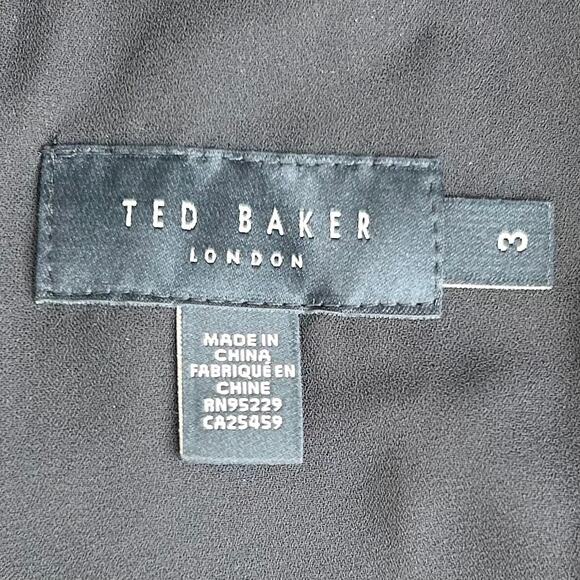 TED BAKER
LONDON
3
MADE IN
CHINA
FABRIQUÉ EN
CHINE
RN95229
CA25459